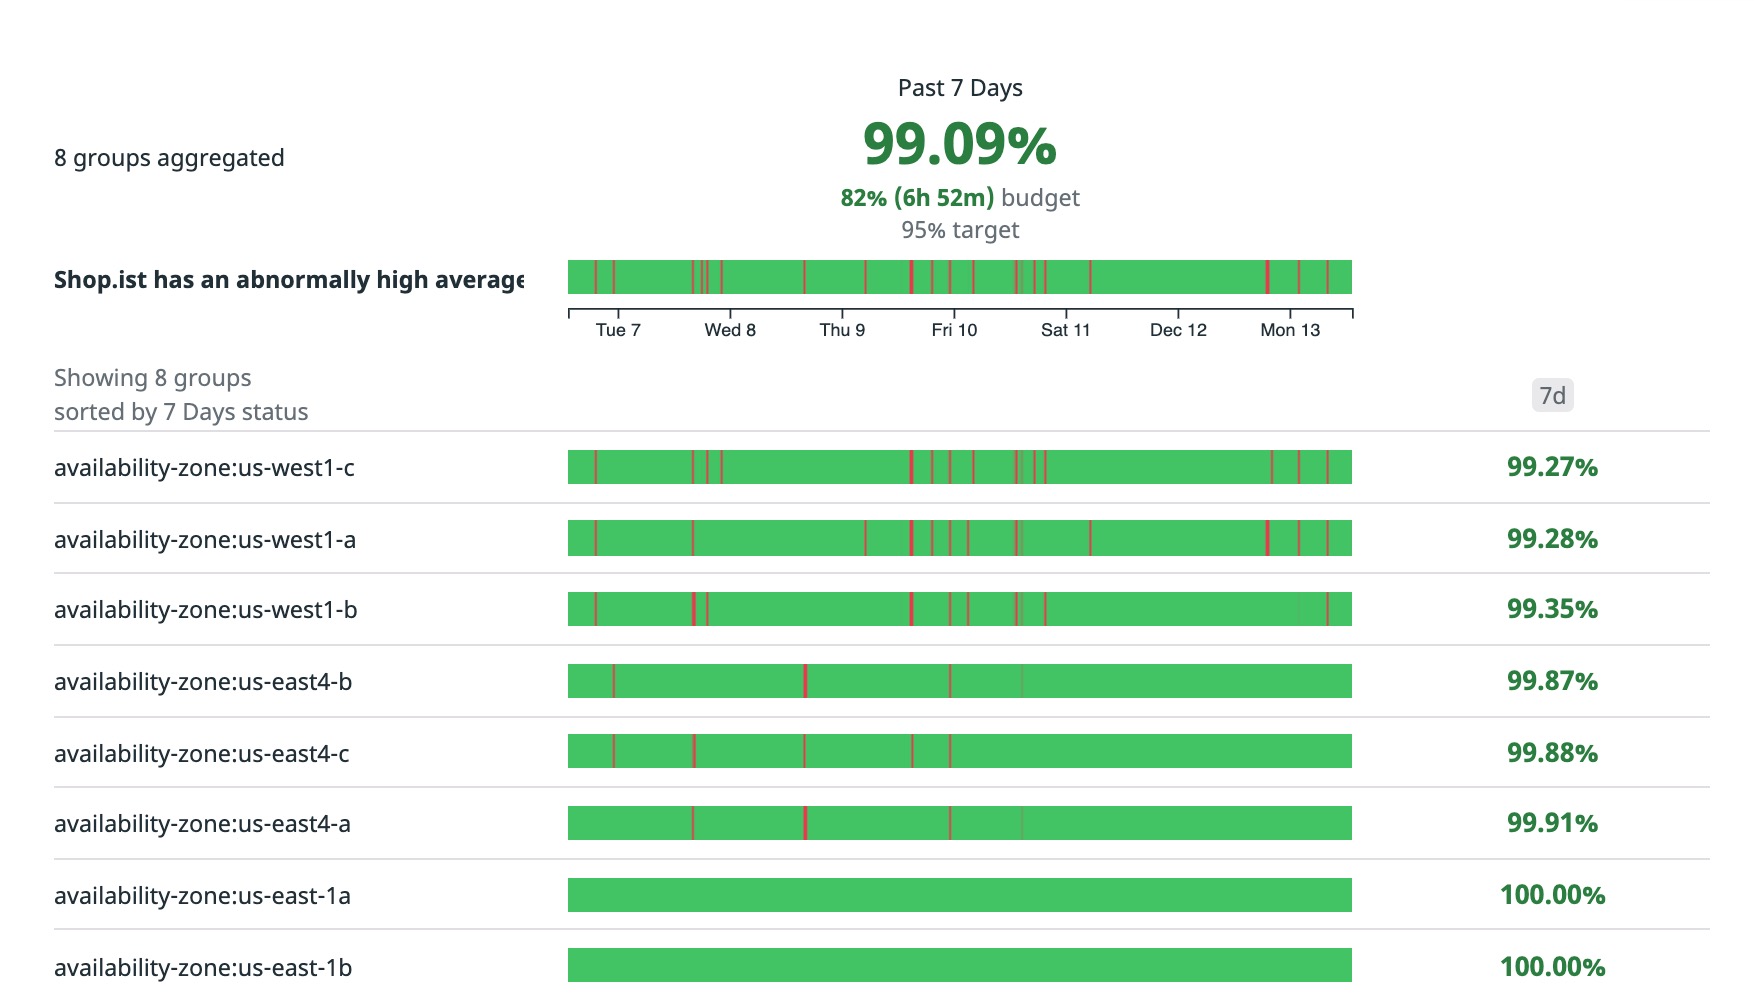 Past 7 Days
99.09%
8 groups aggregated
82% (6h 52m) budget
95% target
Shop.ist has an abnormally high average
Tue 7 Wed 8 Thu 9 Fri 10 Sat 11 Dec 12 Mon 13
Showing 8 groups
sorted by 7 Days status
7d
availability-zone:us-west1-c 99.27%
availability-zone:us-west1-a 99.28%
availability-zone:us-west1-b 99.35%
availability-zone:us-east4-b 99.87%
availability-zone:us-east4-c 99.88%
availability-zone:us-east4-a 99.91%
availability-zone:us-east-1a 100.00%
availability-zone:us-east-1b 100.00%